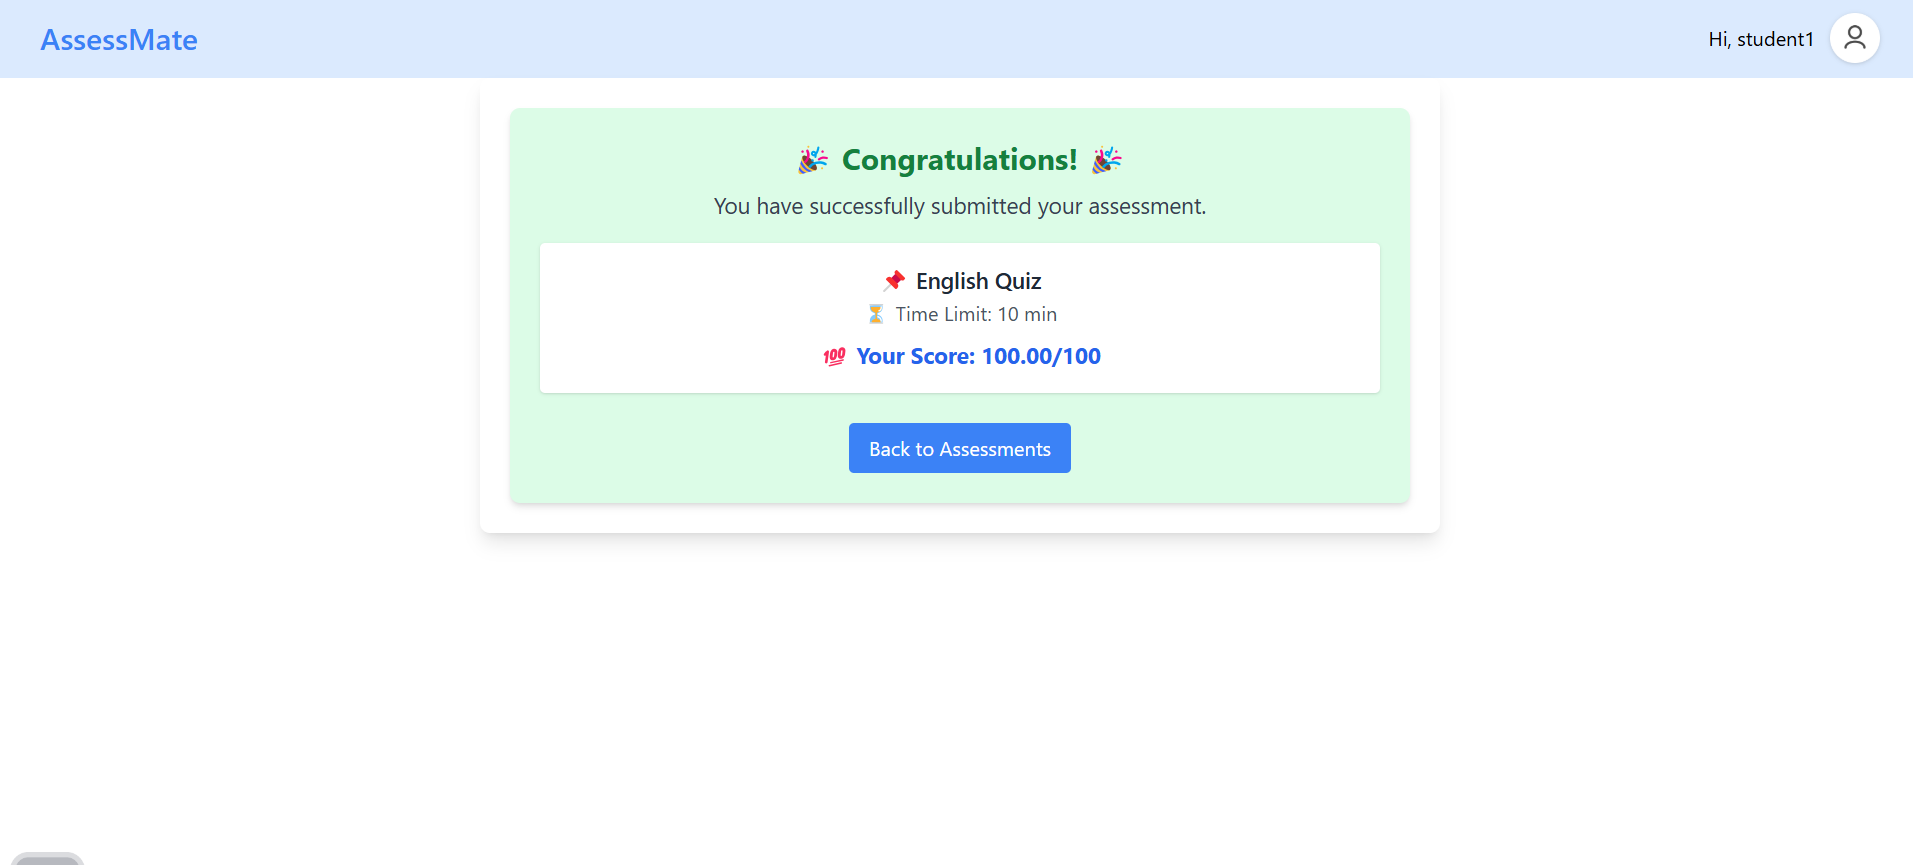 AssessMate
Hi, student1
🎉 Congratulations! 🎉
You have successfully submitted your assessment.
📌 English Quiz
⏳ Time Limit: 10 min
💯 Your Score: 100.00/100
Back to Assessments